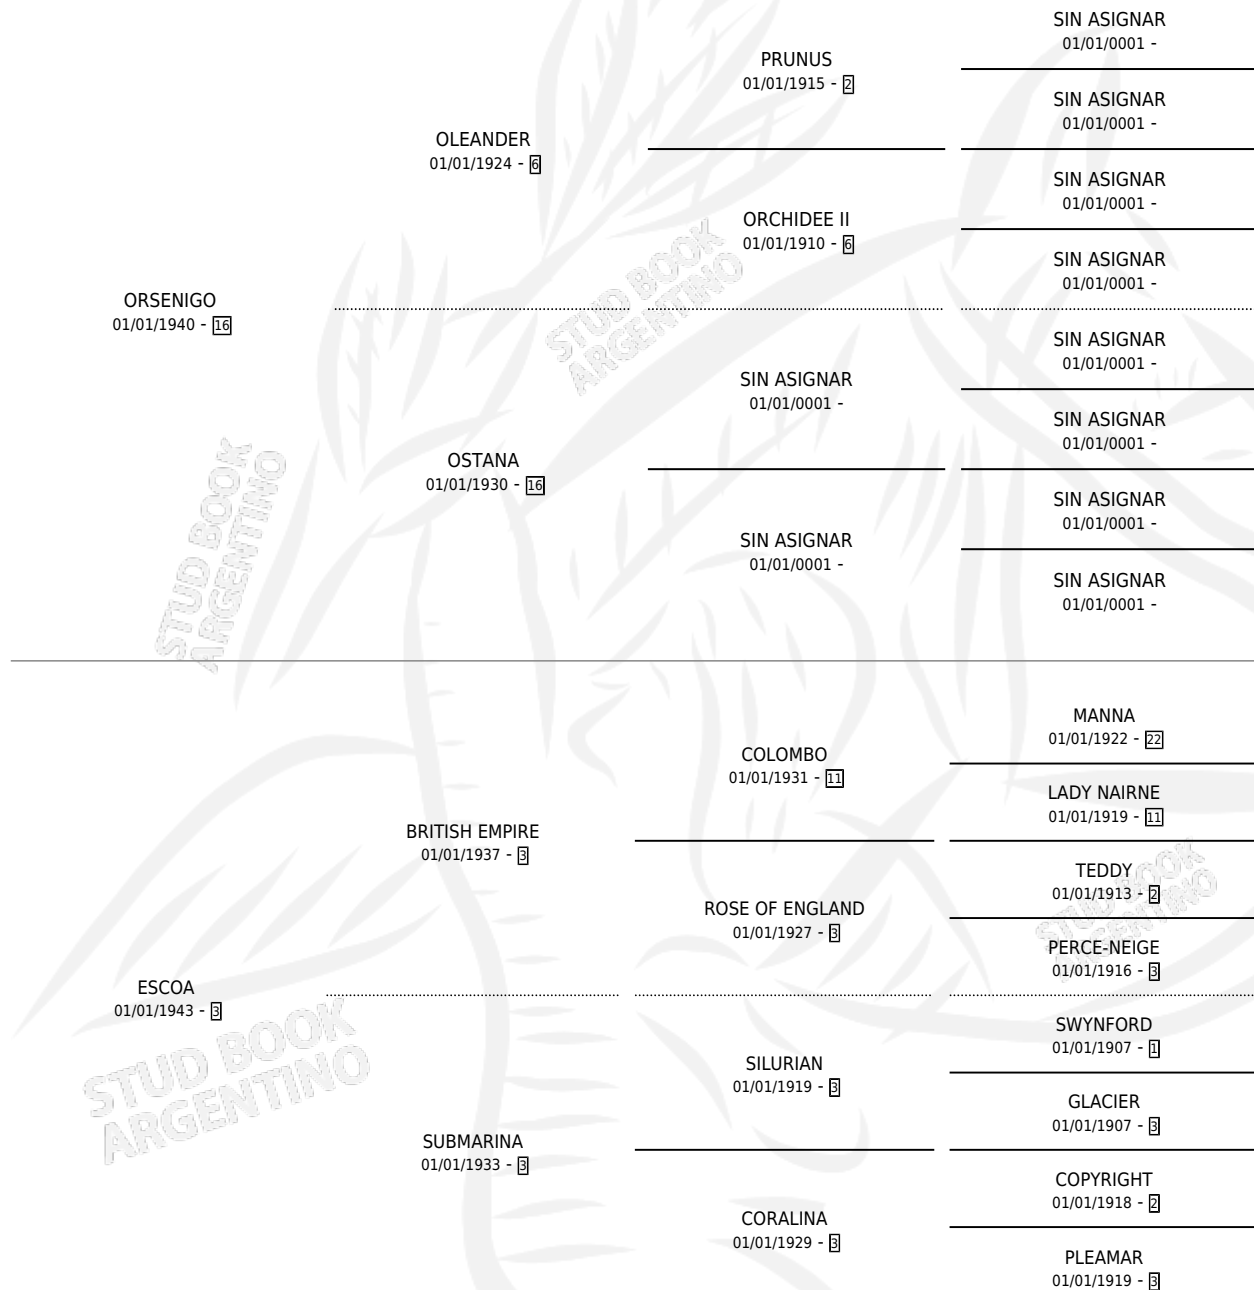 SIN ASIGNAR
01/01/0001 -
PRUNUS
01/01/1915 - 2
SIN ASIGNAR
01/01/0001 -
OLEANDER
01/01/1924 - 6
SIN ASIGNAR
01/01/0001 -
ORCHIDEE II
01/01/1910 - 6
SIN ASIGNAR
01/01/0001 -
ORSENIGO
01/01/1940 - 16
SIN ASIGNAR
01/01/0001 -
SIN ASIGNAR
01/01/0001 -
SIN ASIGNAR
01/01/0001 -
OSTANA
01/01/1930 - 16
SIN ASIGNAR
01/01/0001 -
SIN ASIGNAR
01/01/0001 -
SIN ASIGNAR
01/01/0001 -
STUD BOOK
ARGENTINO
STUD BOOK
ARGENTINO
MANNA
01/01/1922 - 22
COLOMBO
01/01/1931 - 11
LADY NAIRNE
01/01/1919 - 11
BRITISH EMPIRE
01/01/1937 - 3
TEDDY
01/01/1913 - 2
ROSE OF ENGLAND
01/01/1927 - 3
PERCE-NEIGE
01/01/1916 - 3
STUD BOOK
ARGENTINO
ESCOA
01/01/1943 - 3
SWYNFORD
01/01/1907 - 1
SILURIAN
01/01/1919 - 3
GLACIER
01/01/1907 - 3
SUBMARINA
01/01/1933 - 3
COPYRIGHT
01/01/1918 - 2
CORALINA
01/01/1929 - 3
PLEAMAR
01/01/1919 - 3
STUD BOOK
ARGENTINO